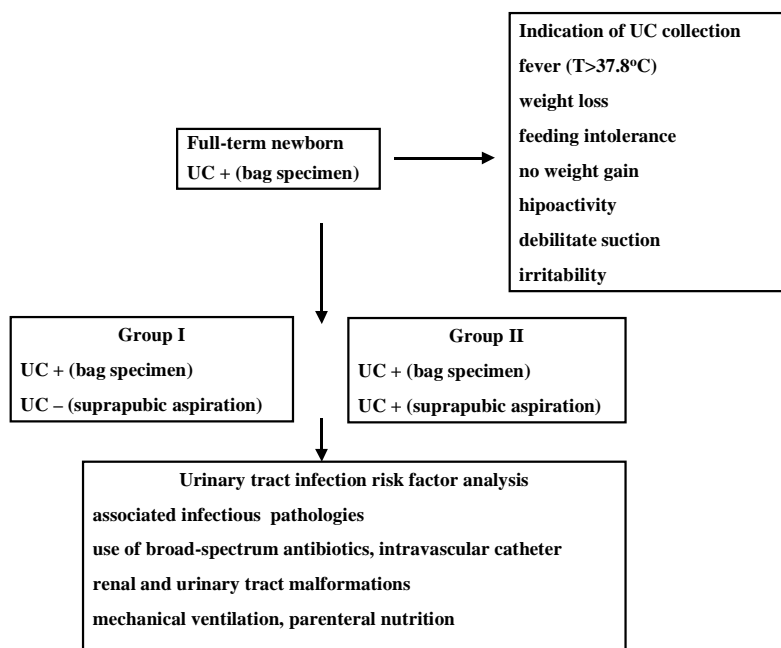 Full-term newborn
UC + (bag specimen)
Indication of UC collection
fever (T>37.8ºC)
weight loss
feeding intolerance
no weight gain
hipoactivity
debilitate suction
irritability
Group I
UC + (bag specimen)
UC – (suprapubic aspiration)
Group II
UC + (bag specimen)
UC + (suprapubic aspiration)
Urinary tract infection risk factor analysis
associated infectious pathologies
use of broad-spectrum antibiotics, intravascular catheter
renal and urinary tract malformations
mechanical ventilation, parenteral nutrition